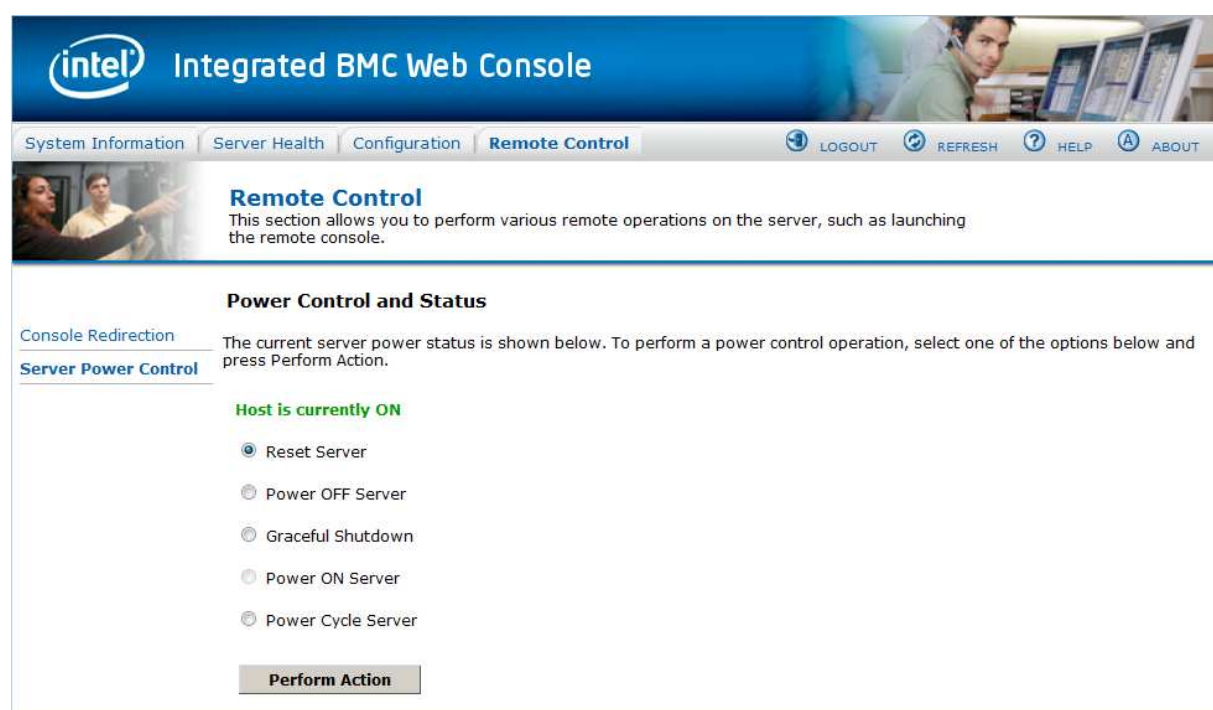 intel Integrated BMC Web Console
System Information Server Health Configuration Remote Control LOGOUT REFRESH HELP A ABOUT
Remote Control
This section allows you to perform various remote operations on the server, such as launching
the remote console.
Console Redirection
Server Power Control
Power Control and Status
The current server power status is shown below. To perform a power control operation, select one of the options below and
press Perform Action.
Host is currently ON
Reset Server
Power OFF Server
Graceful Shutdown
Power ON Server
Power Cycle Server
Perform Action